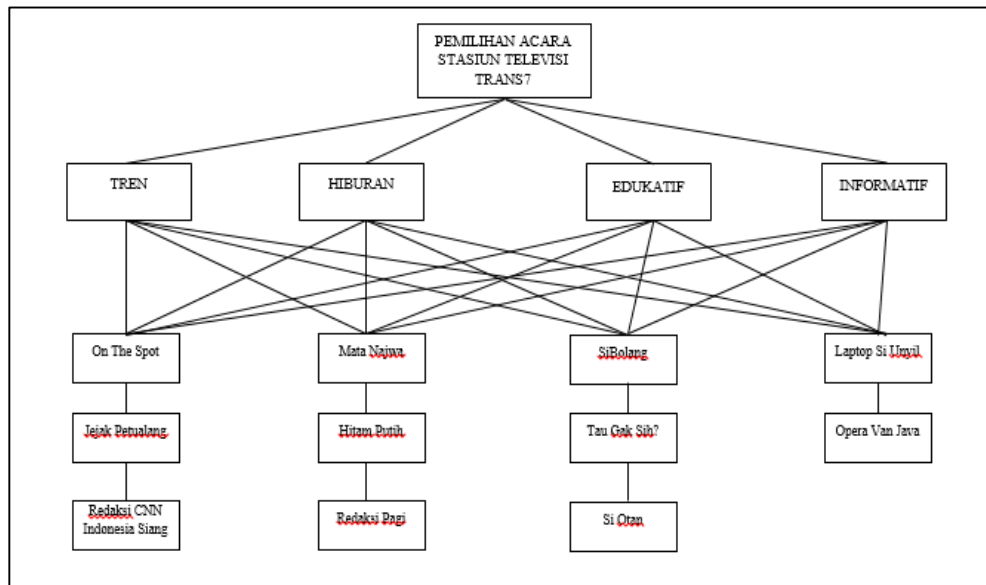 PEMILIHAN ACARA
STASIUN TELEVISI
TRANS7
TREN
HIBURAN
EDUKATIF
INFORMATIF
On The Spot
Mata Najwa
SiBolang
Laptop Si Unyil
Jejak Petualang
Hitam Putih
Tau Gak Sih?
Opera Van Java
Redaksi CNN
Indonesia Siang
Redaksi Pagi
Si Otan